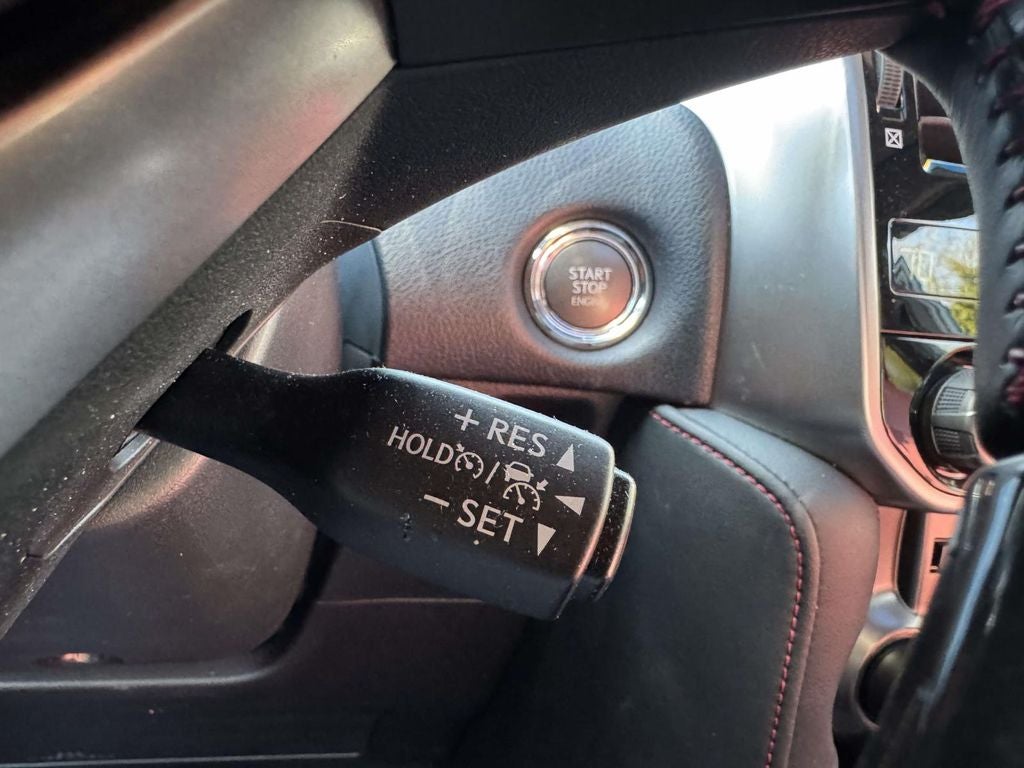 START
STOP
ENGINE
+ RES
HOLD /
− SET